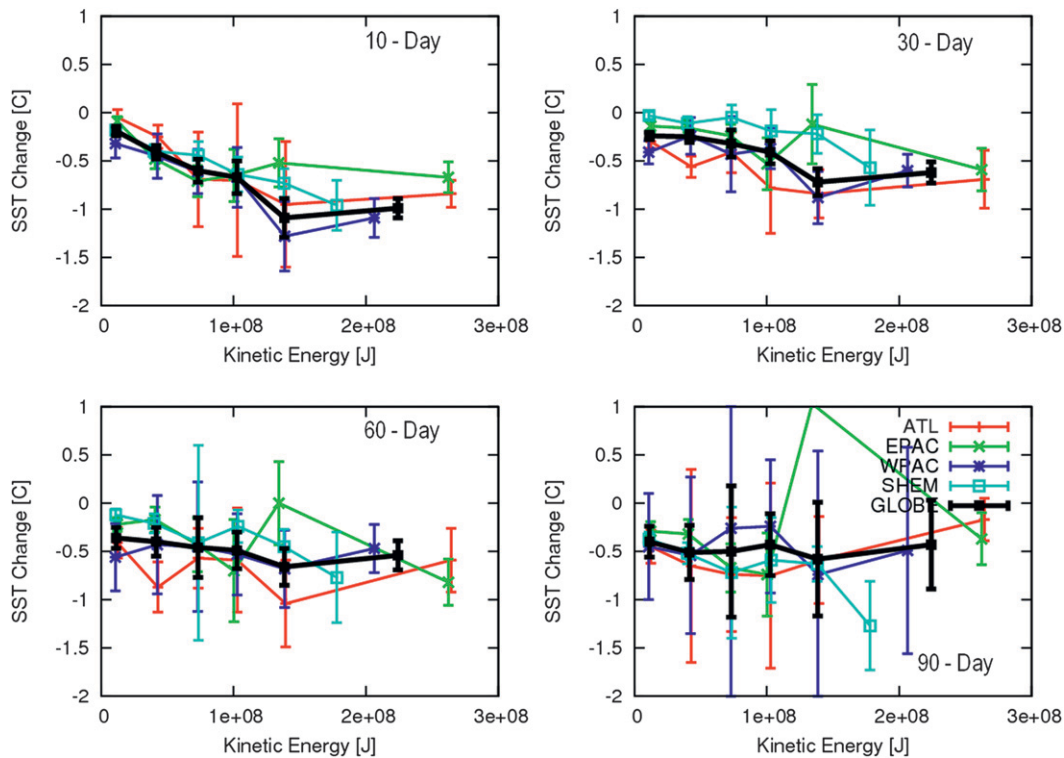 1
0.5
0
-0.5
-1
-1.5
-2
SST Change [C]
10 - Day
0 1e+08 2e+08 3e+08
Kinetic Energy [J]
1
0.5
0
-0.5
-1
-1.5
-2
SST Change [C]
30 - Day
0 1e+08 2e+08 3e+08
Kinetic Energy [J]
1
0.5
0
-0.5
-1
-1.5
-2
SST Change [C]
60 - Day
0 1e+08 2e+08 3e+08
Kinetic Energy [J]
1
0.5
0
-0.5
-1
-1.5
-2
SST Change [C]
ATL
EPAC
WPAC
SHEM
GLOBE
90 - Day
0 1e+08 2e+08 3e+08
Kinetic Energy [J]